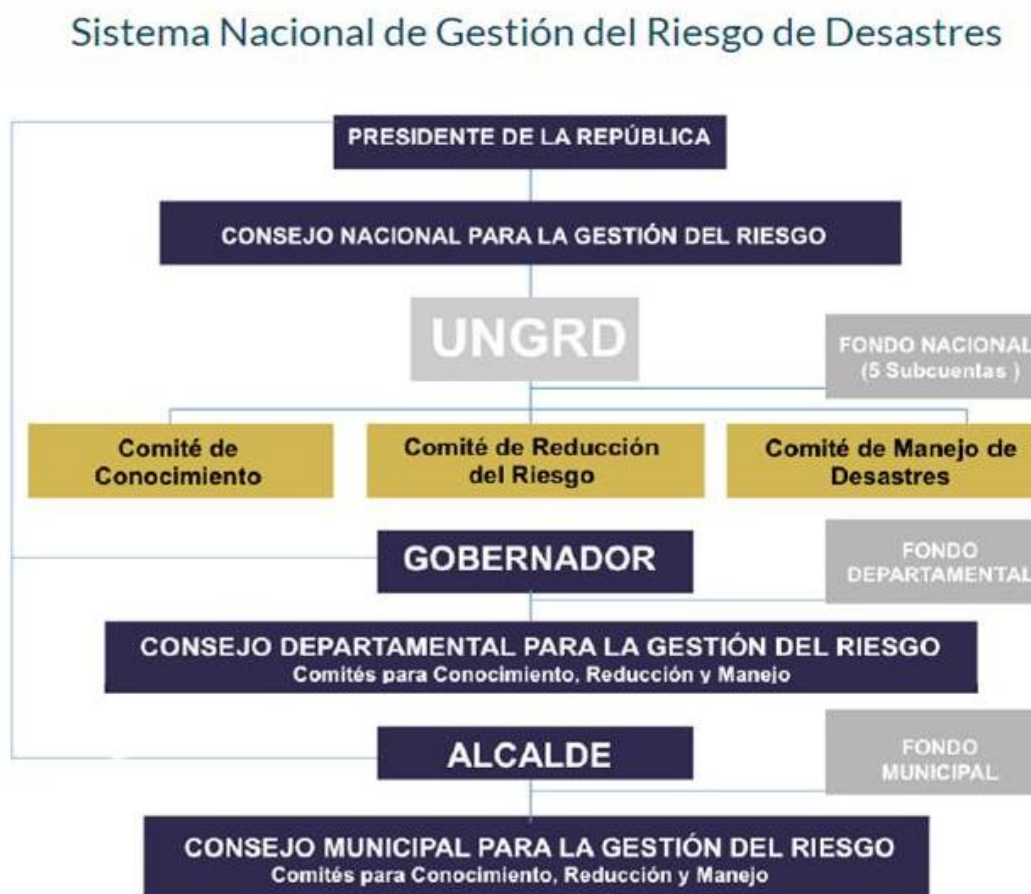 Sistema Nacional de Gestión del Riesgo de Desastres
PRESIDENTE DE LA REPÚBLICA
CONSEJO NACIONAL PARA LA GESTIÓN DEL RIESGO
UNGRD
FONDO NACIONAL
(5 Subcuentas )
Comité de
Conocimiento
Comité de Reducción
del Riesgo
Comité de Manejo de
Desastres
GOBERNADOR
FONDO
DEPARTAMENTAL
CONSEJO DEPARTAMENTAL PARA LA GESTIÓN DEL RIESGO
Comités para Conocimiento, Reducción y Manejo
ALCALDE
FONDO
MUNICIPAL
CONSEJO MUNICIPAL PARA LA GESTIÓN DEL RIESGO
Comités para Conocimiento, Reducción y Manejo